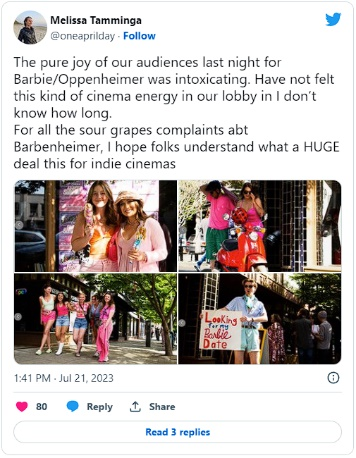 Melissa Tamminga
@oneaprilday · Follow
The pure joy of our audiences last night for
Barbie/Oppenheimer was intoxicating. Have not felt
this kind of cinema energy in our lobby in I don't
know how long.
For all the sour grapes complaints abt
Barbenheimer, I hope folks understand what a HUGE
deal this for indie cinemas
Looking
for my
Barbie
DATE
1:41 PM · Jul 21, 2023
80 Reply Share
Read 3 replies